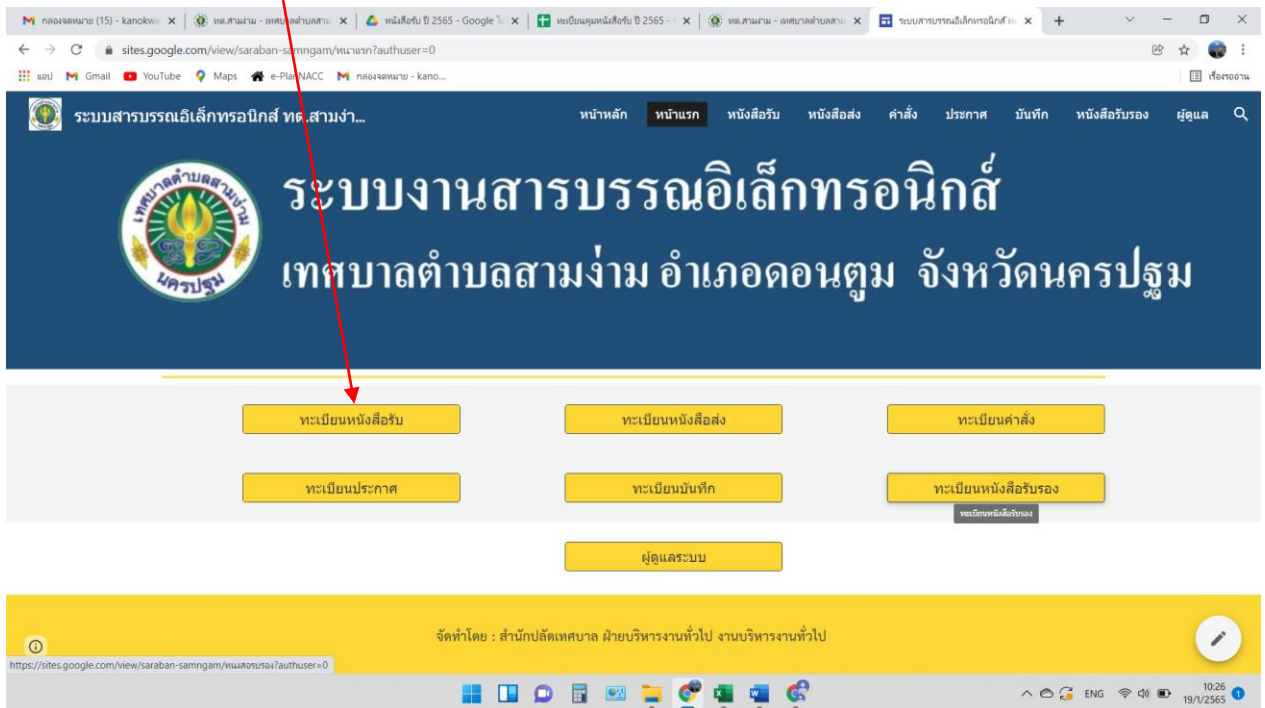 กล่องจดหมาย (15) - kanokwa
ทต.สามง่าม - เทศบาลตำบลสาม
หนังสือรับ ปี 2565 - Google
ทะเบียนคุมหนังสือรับ ปี 2565 -
ทต.สามง่าม - เทศบาลตำบลสาม
ระบบสารบรรณอิเล็กทรอนิกส์
sites.google.com/view/saraban-samngam/หน้าแรก?authuser=0
แอป Gmail YouTube Maps e-PlanNACC กล่องจดหมาย - kano...
เรื่องรออ่าน
ระบบสารบรรณอิเล็กทรอนิกส์ ทต.สามง่า...
หน้าหลัก หน้าแรก หนังสือรับ หนังสือส่ง คำสั่ง ประกาศ บันทึก หนังสือรับรอง ผู้ดูแล
เทศบาลตำบลสามง่าม
นครปฐม
ระบบงานสารบรรณอิเล็กทรอนิกส์
เทศบาลตำบลสามง่าม อำเภอดอนตูม จังหวัดนครปฐม
ทะเบียนหนังสือรับ ทะเบียนหนังสือส่ง ทะเบียนคำสั่ง
ทะเบียนประกาศ ทะเบียนบันทึก ทะเบียนหนังสือรับรอง
ทะเบียนหนังสือรับรอง
ผู้ดูแลระบบ
จัดทำโดย : สำนักปลัดเทศบาล ฝ่ายบริหารงานทั่วไป งานบริหารงานทั่วไป
https://sites.google.com/view/saraban-samngam/หนังสือรับรอง?authuser=0
ENG
10:26
19/1/2565
1